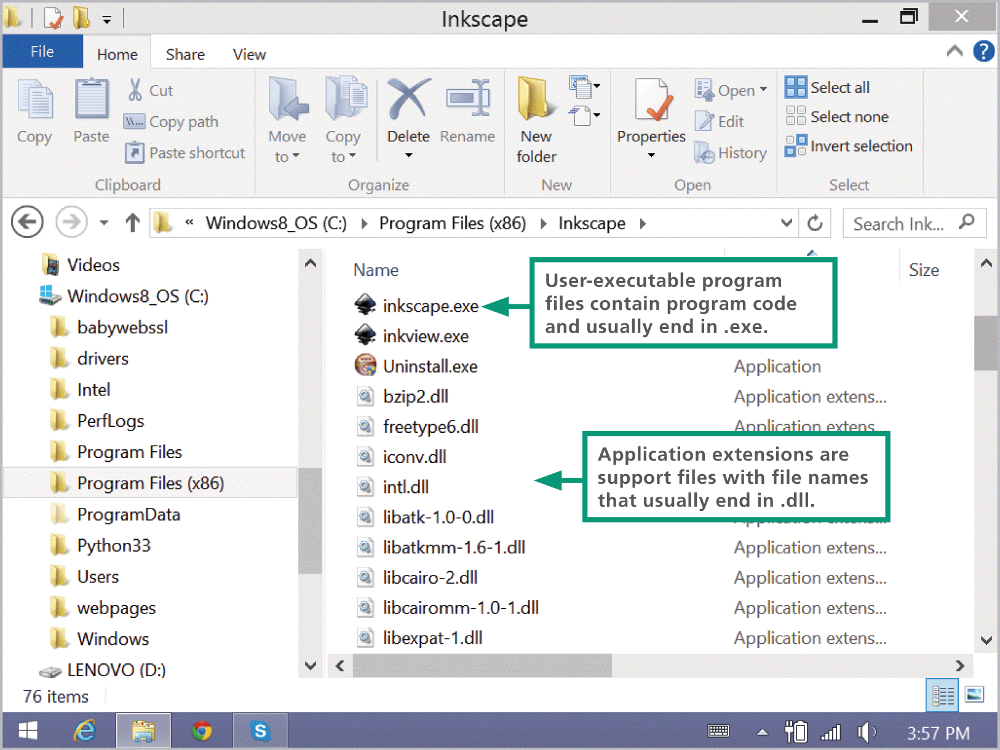 Inkscape
File
Home
Share
View
?
Copy
Paste
Cut
Copy path
Paste shortcut
Clipboard
Move to
Copy to
Delete
Rename
Organize
New folder
New
Properties
Open
Edit
History
Open
Select all
Select none
Invert selection
Select
« Windows8_OS (C:) Program Files (x86) Inkscape
Search Ink...
Videos
Windows8_OS (C:)
babywebssl
drivers
Intel
PerfLogs
Program Files
Program Files (x86)
ProgramData
Python33
Users
webpages
Windows
LENOVO (D:)
Name
Size
inkscape.exe
User-executable program
files contain program code
and usually end in .exe.
inkview.exe
Uninstall.exe Application
bzip2.dll Application extens...
freetype6.dll Application extens...
iconv.dll
intl.dll
Application extensions are
support files with file names
that usually end in .dll.
libatk-1.0-0.dll Application extens...
libatkmm-1.6-1.dll Application extens...
libcairo-2.dll Application extens...
libcairomm-1.0-1.dll Application extens...
libexpat-1.dll Application extens...
76 items
3:57 PM